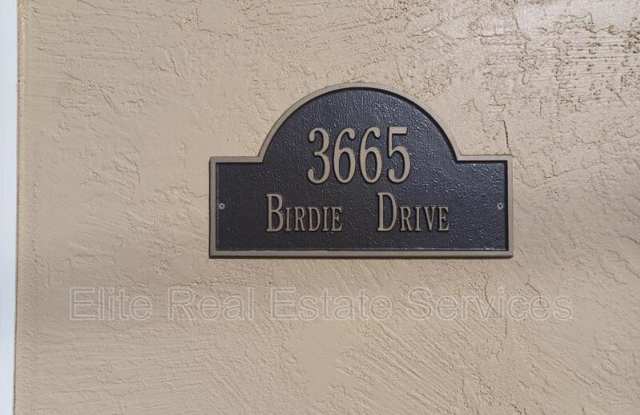 3665
Birdie Drive
Elite Real Estate Services